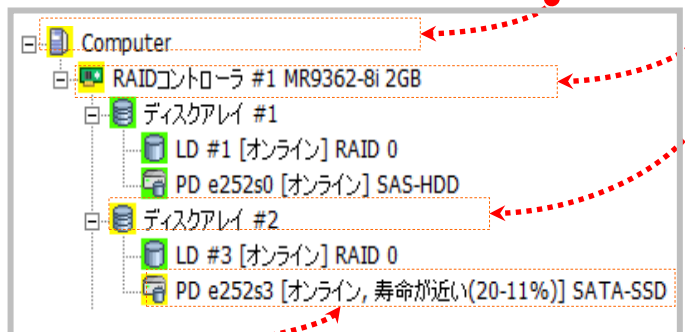 Computer
RAIDコントローラ #1 MR9362-8i 2GB
ディスクアレイ #1
LD #1 [オンライン] RAID 0
PD e252s0 [オンライン] SAS-HDD
ディスクアレイ #2
LD #3 [オンライン] RAID 0
PD e252s3 [オンライン, 寿命が近い(20-11%)] SATA-SSD